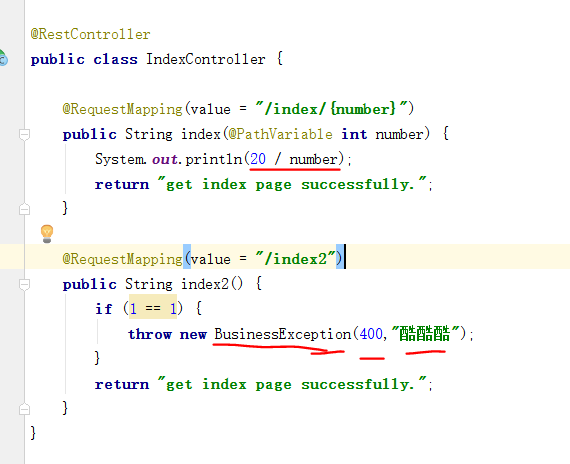 @RestController
public class IndexController {
@RequestMapping(value = "/index/{number}")
public String index(@PathVariable int number) {
System.out.println(20 / number);
return "get index page successfully.";
}
@RequestMapping(value = "/index2")
public String index2() {
if (1 == 1) {
throw new BusinessException(400,"酷酷酷");
}
return "get index page successfully.";
}
}